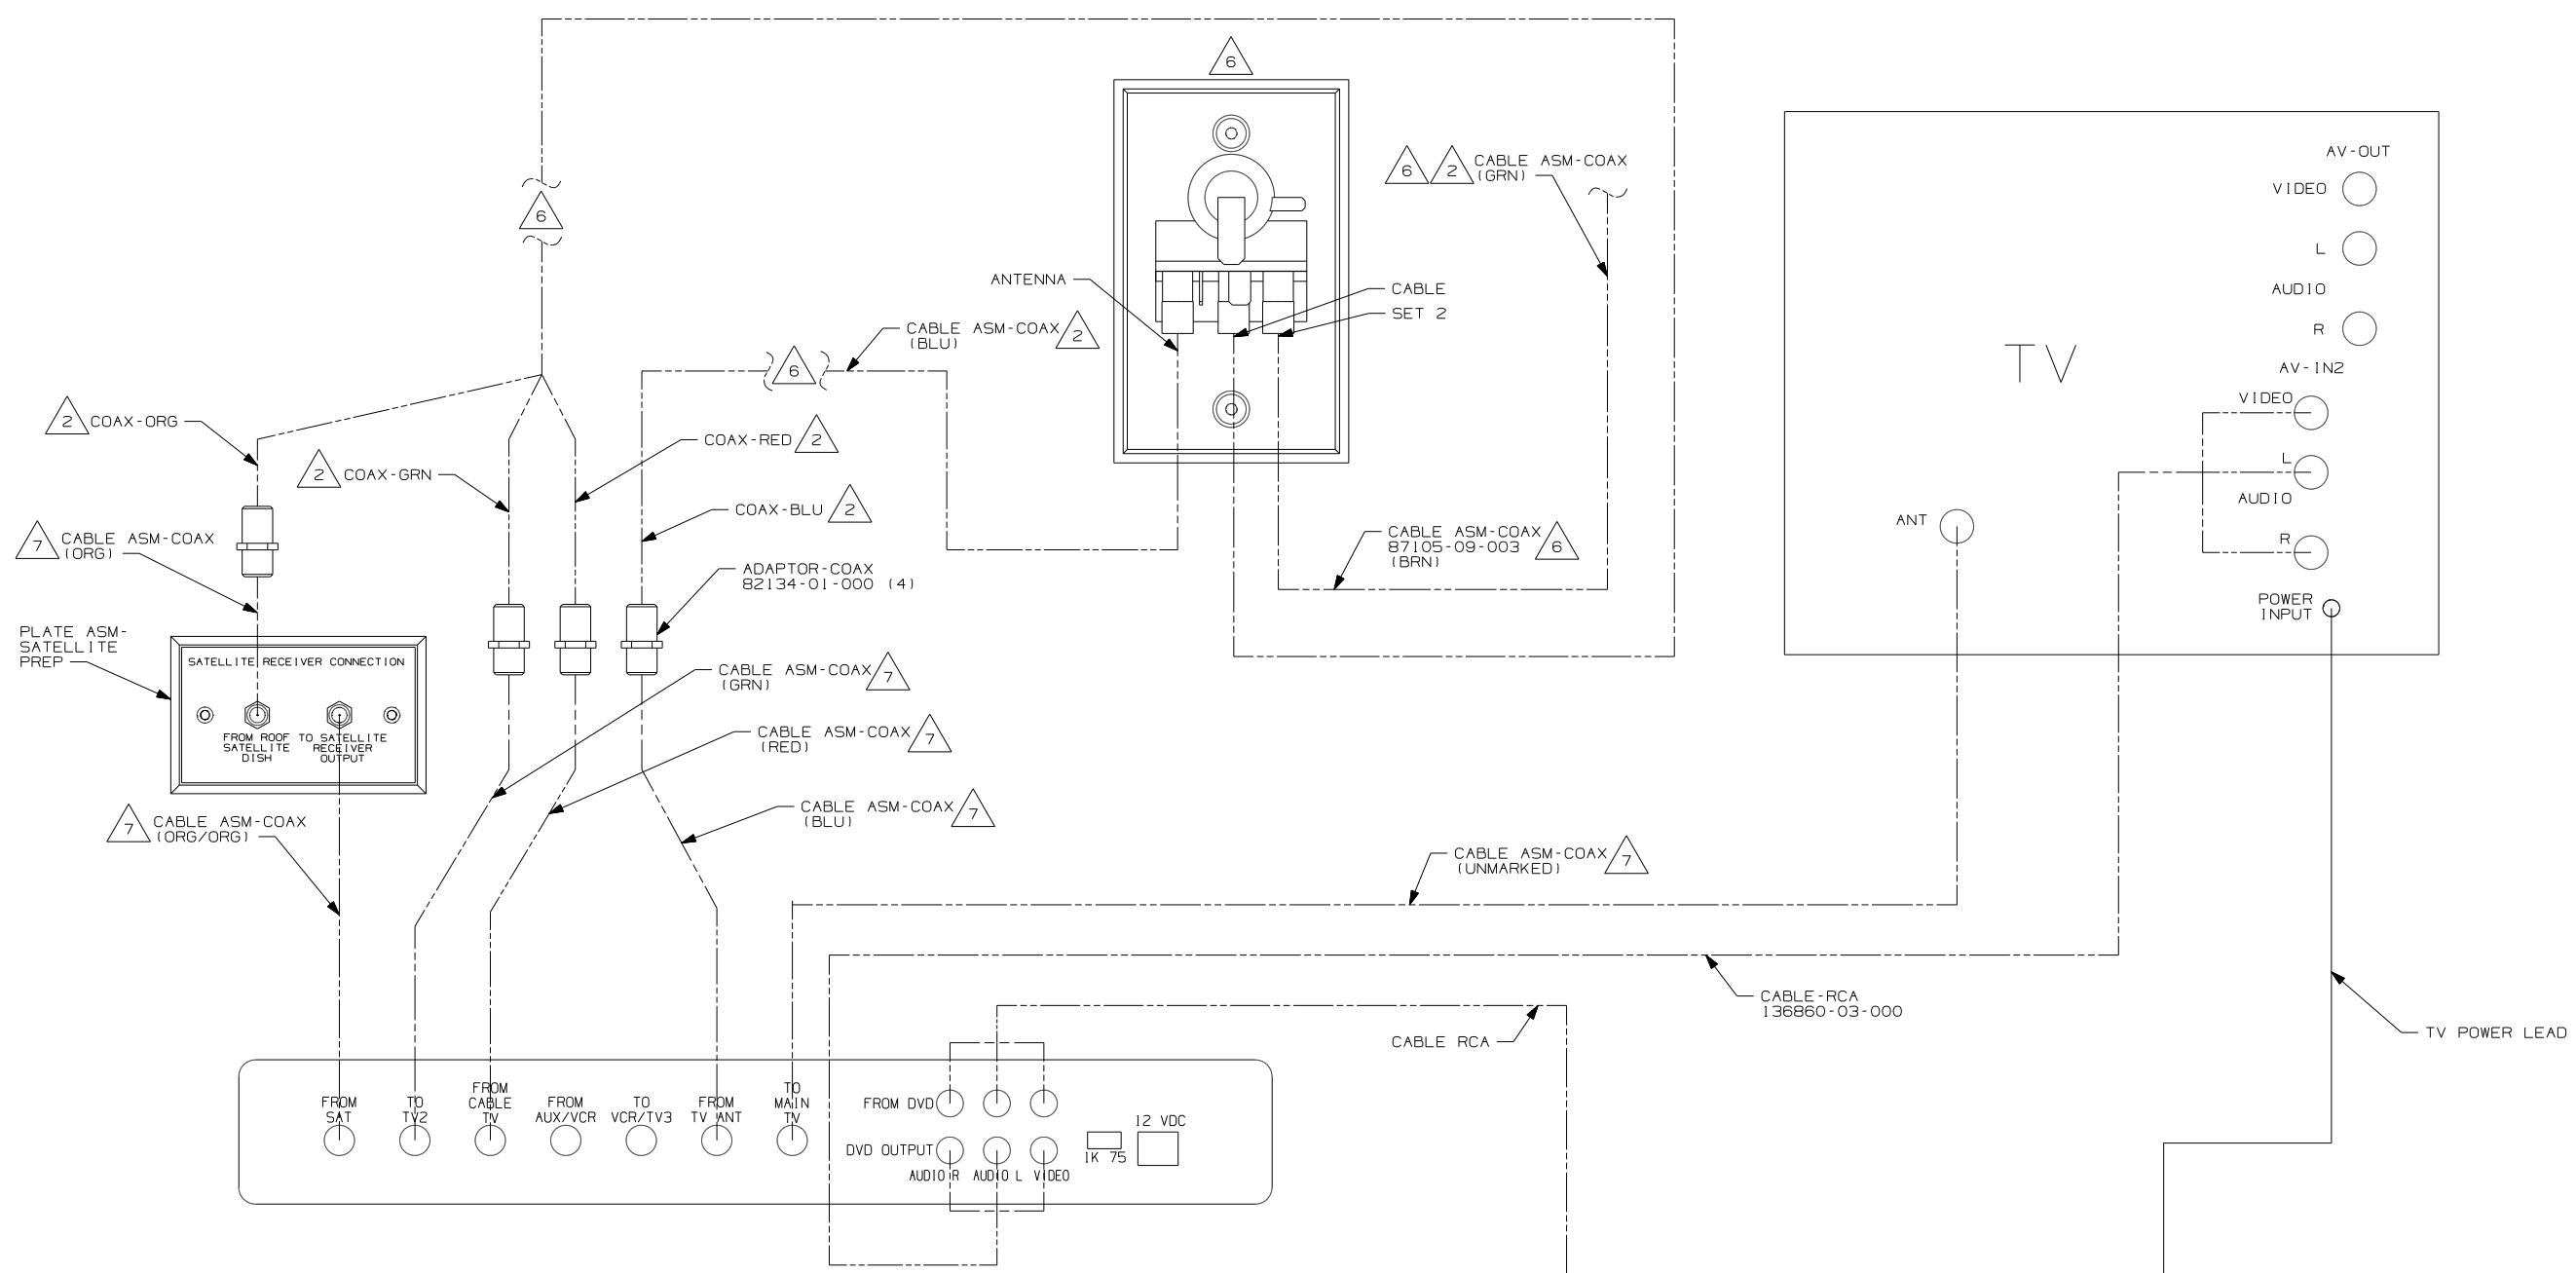 6
6
6 2 CABLE ASM-COAX
(GRN)
ANTENNA
CABLE
SET 2
CABLE ASM-COAX 2
(BLU)
6
2 COAX-ORG
COAX-RED 2
2 COAX-GRN
COAX-BLU 2
7 CABLE ASM-COAX
(ORG)
CABLE ASM-COAX
87105-09-003 6
(BRN)
ADAPTOR-COAX
82134-01-000 (4)
PLATE ASM-
SATELLITE
PREP
SATELLITE RECEIVER CONNECTION
FROM ROOF
SATELLITE
DISH
TO SATELLITE
RECEIVER
OUTPUT
CABLE ASM-COAX 7
(GRN)
CABLE ASM-COAX 7
(RED)
CABLE ASM-COAX 7
(BLU)
7 CABLE ASM-COAX
(ORG/ORG)
TV
AV-OUT
VIDEO
L
AUDIO
R
AV-IN2
VIDEO
L
AUDIO
R
ANT
POWER
INPUT
CABLE ASM-COAX 7
(UNMARKED)
CABLE-RCA
136860-03-000
CABLE RCA
TV POWER LEAD
FROM
SAT
TO
TV2
FROM
CABLE
TV
FROM
AUX/VCR
TO
VCR/TV3
FROM
TV ANT
TO
MAIN
TV
FROM DVD
DVD OUTPUT
AUDIO R AUDIO L VIDEO
1K 75
12 VDC